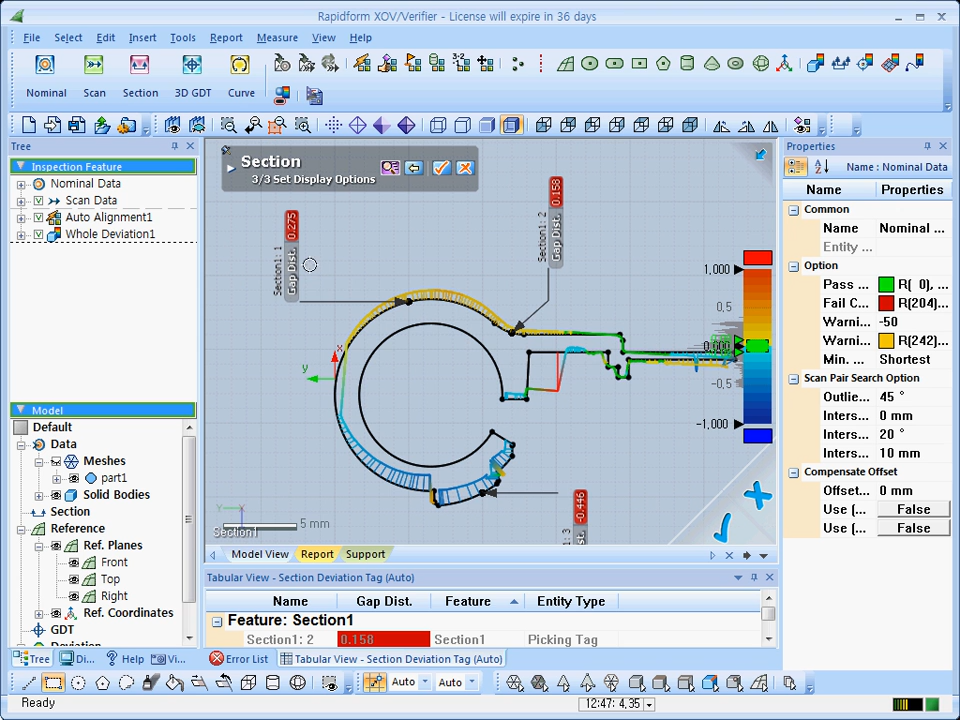 Rapidform XOV/Verifier - License will expire in 36 days
File Select Edit Insert Tools Report Measure View Help
Nominal Scan Section 3D GDT Curve
Tree
Inspection Feature
Nominal Data
Scan Data
Auto Alignment1
Whole Deviation1
Model
Default
Data
Meshes
part1
Solid Bodies
Section
Reference
Ref. Planes
Front
Top
Right
Ref. Coordinates
GDT
Deviation
Tree Di... Help Vi...
Section
3/3 Set Display Options
Section1: 1
Gap Dist. 0.275
Section1: 2
Gap Dist. 0.158
-0.446
1,000
0,5
0,000
-0,5
-1,000
x
y
Y X
5 mm
Section1
Model View Report Support
Tabular View - Section Deviation Tag (Auto)
Name Gap Dist. Feature Entity Type
Feature: Section1
Section1: 2 0.158 Section1 Picking Tag
Error List Tabular View - Section Deviation Tag (Auto)
Properties
Name : Nominal Data
Name Properties
Common
Name Nominal ...
Entity ...
Option
Pass ... R( 0), ...
Fail C... R(204)...
Warni... -50
Warni... R(242)...
Min. ... Shortest
Scan Pair Search Option
Outlie... 45 °
Inters... 0 mm
Inters... 20 °
Inters... 10 mm
Compensate Offset
Offset... 0 mm
Use (... False
Use (... False
Auto Auto
Ready
12:47: 4.35